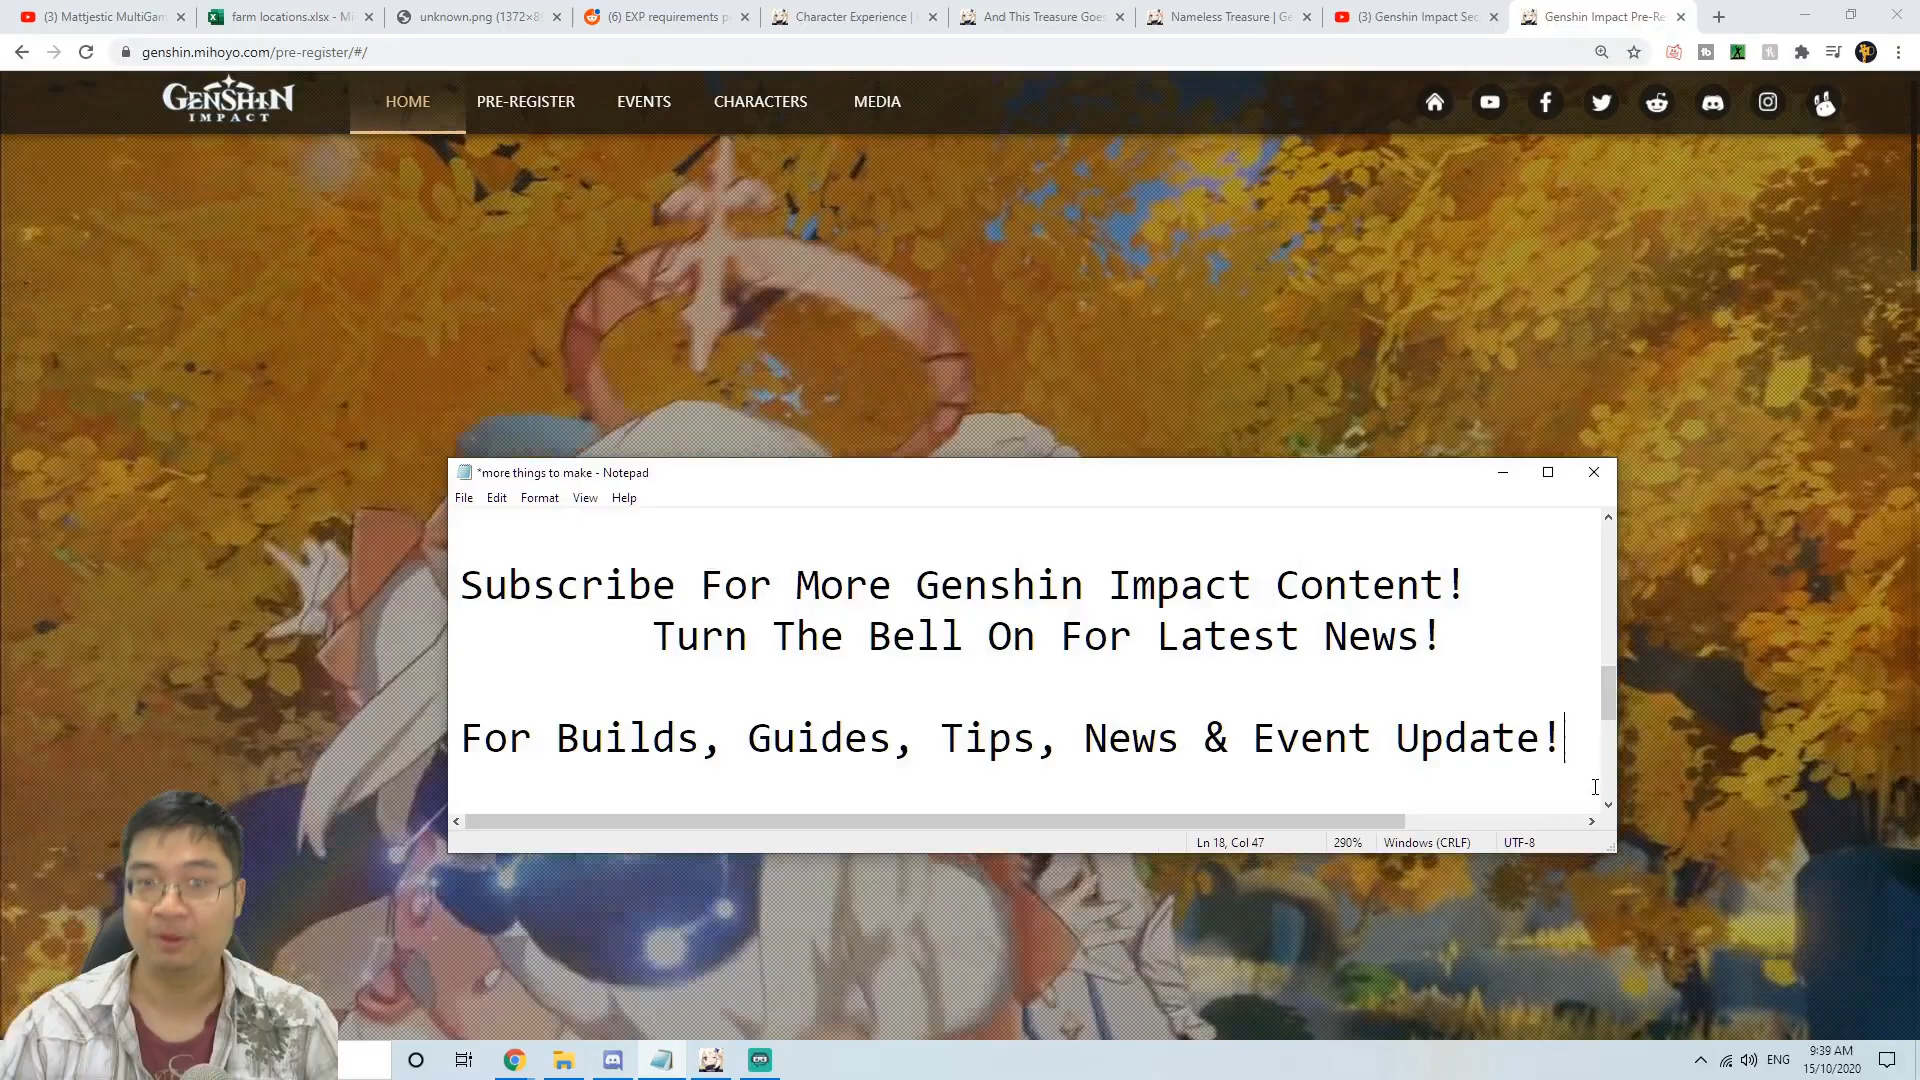 (3) Mattjestic MultiGam
farm locations.xlsx - Mi
unknown.png (1372×8
(6) EXP requirements p
Character Experience |
And This Treasure Goes
Nameless Treasure | Ge
(3) Genshin Impact Sec
Genshin Impact Pre-Re
genshin.mihoyo.com/pre-register/#/
GENSHIN
IMPACT
HOME
PRE-REGISTER
EVENTS
CHARACTERS
MEDIA
*more things to make - Notepad
File Edit Format View Help
Subscribe For More Genshin Impact Content!
Turn The Bell On For Latest News!
For Builds, Guides, Tips, News & Event Update!
Ln 18, Col 47
290%
Windows (CRLF)
UTF-8
ENG
9:39 AM
15/10/2020